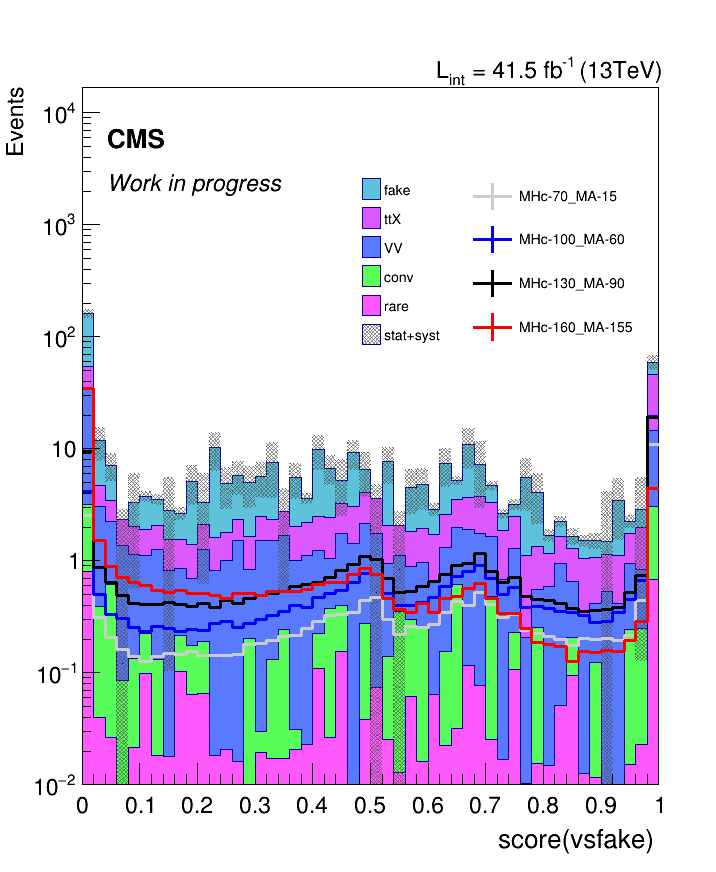 L_int = 41.5 fb^-1 (13TeV)
Events
CMS
Work in progress
fake
ttX
VV
conv
rare
stat+syst
MHc-70_MA-15
MHc-100_MA-60
MHc-130_MA-90
MHc-160_MA-155
10^4
10^3
10^2
10
1
10^−1
10^−2
0 0.1 0.2 0.3 0.4 0.5 0.6 0.7 0.8 0.9 1
score(vsfake)